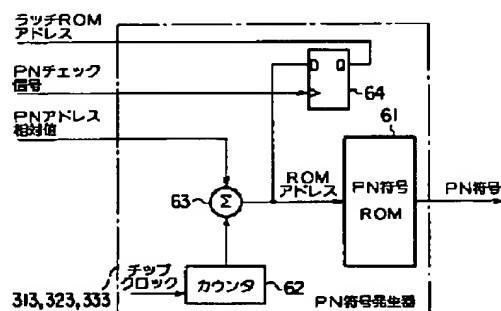 ラッチROM
アドレス
PNチェック
信号
PNアドレス
相対値
D Q
64
61
63
Σ
ROM
アドレス
PN符号
ROM
PN符号
313,323,333
チップ
クロック
カウンタ
62
PN符号発生器